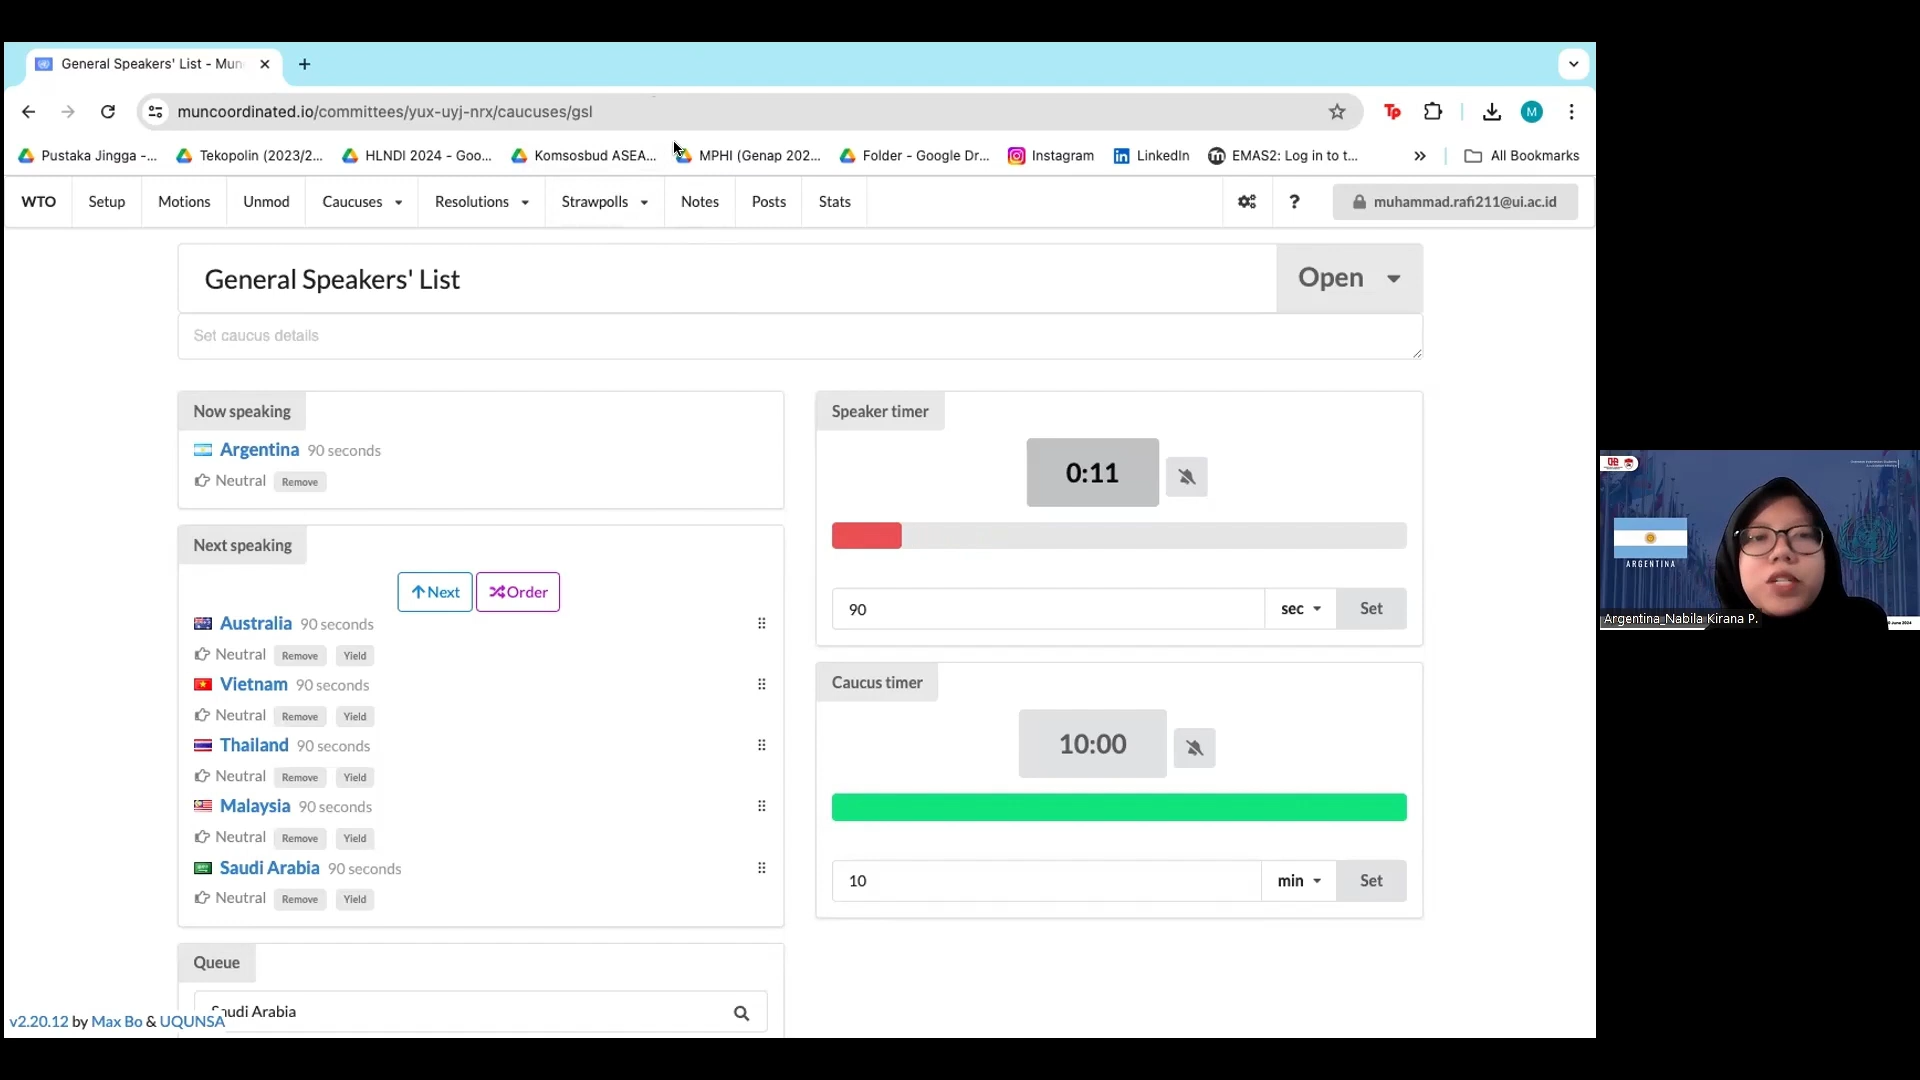 General Speakers' List - Mun
muncoordinated.io/committees/yux-uyj-nrx/caucuses/gsl
Tp
M
Pustaka Jingga -...
Tekopolin (2023/2...
HLNDI 2024 - Goo...
Komsosbud ASEA...
MPHI (Genap 202...
Folder - Google Dr...
Instagram
LinkedIn
EMAS2: Log in to t...
All Bookmarks
WTO
Setup
Motions
Unmod
Caucuses
Resolutions
Strawpolls
Notes
Posts
Stats
?
muhammad.rafi211@ui.ac.id
General Speakers' List
Open
Set caucus details
Now speaking
Argentina 90 seconds
Neutral Remove
Next speaking
Next
Order
Australia 90 seconds
Neutral Remove Yield
Vietnam 90 seconds
Neutral Remove Yield
Thailand 90 seconds
Neutral Remove Yield
Malaysia 90 seconds
Neutral Remove Yield
Saudi Arabia 90 seconds
Neutral Remove Yield
Queue
Saudi Arabia
v2.20.12 by Max Bo & UQUNSA
Speaker timer
0:11
90
sec
Set
Caucus timer
10:00
10
min
Set
ARGENTINA
Argentina_Nabila Kirana P.